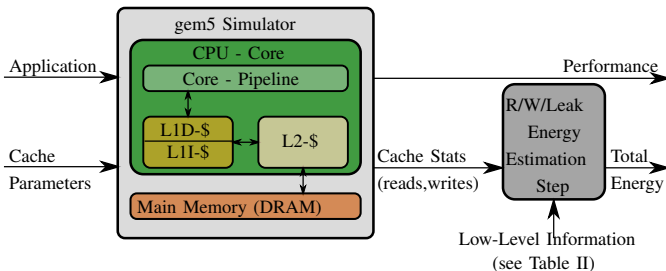 gem5 Simulator
CPU - Core
Core - Pipeline
L1D-$
L1I-$
L2-$
Main Memory (DRAM)
Application
Cache
Parameters
Performance
Cache Stats
(reads,writes)
R/W/Leak
Energy
Estimation
Step
Total
Energy
Low-Level Information
(see Table II)